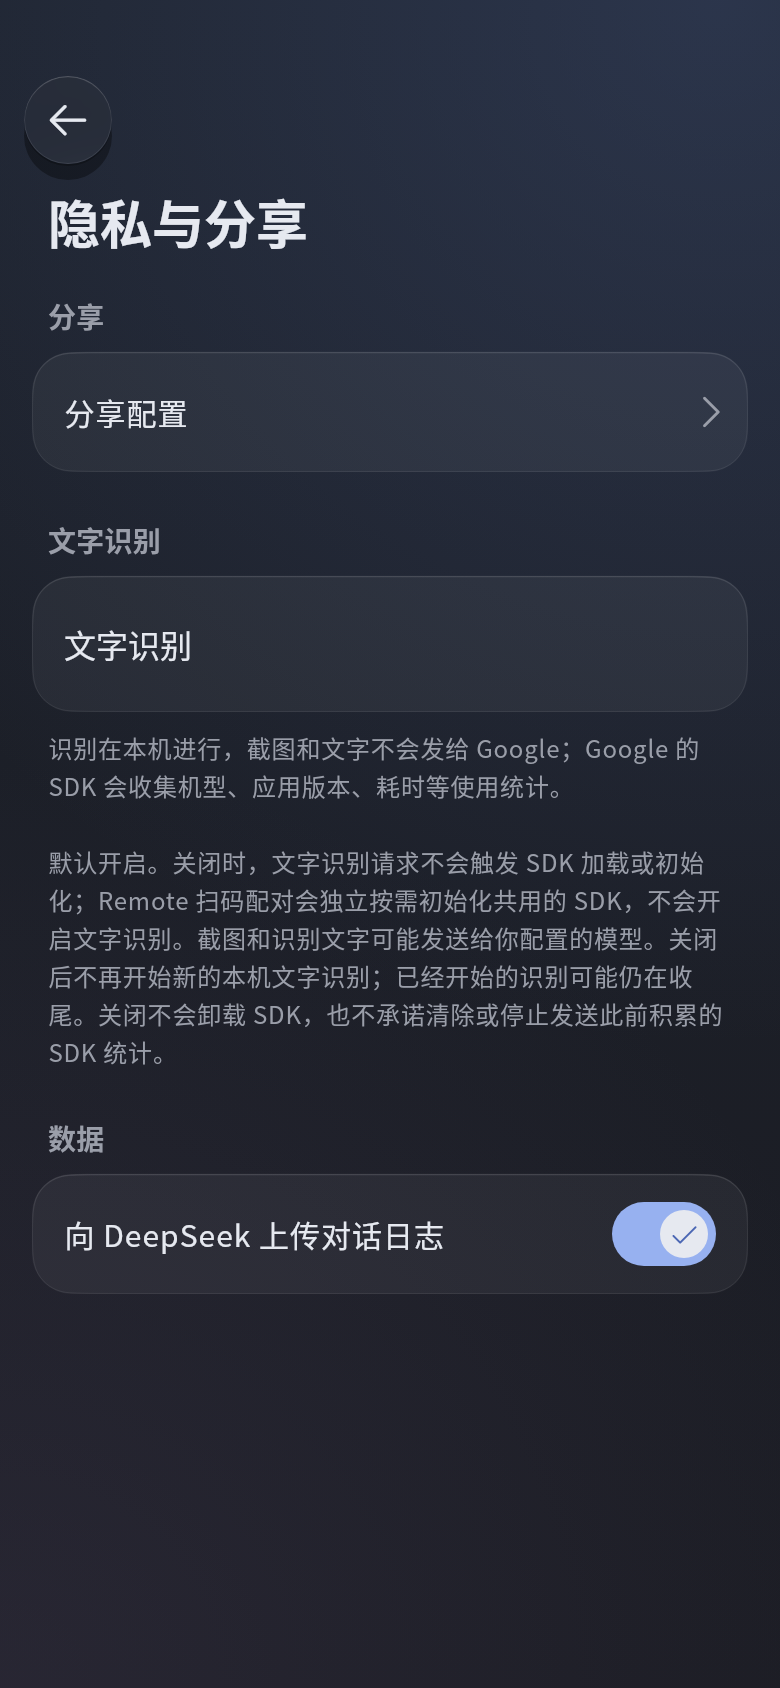 隐私与分享
分享
分享配置
文字识别
文字识别
识别在本机进行，截图和文字不会发给 Google；Google 的
SDK 会收集机型、应用版本、耗时等使用统计。
默认开启。关闭时，文字识别请求不会触发 SDK 加载或初始
化；Remote 扫码配对会独立按需初始化共用的 SDK，不会开
启文字识别。截图和识别文字可能发送给你配置的模型。关闭
后不再开始新的本机文字识别；已经开始的识别可能仍在收
尾。关闭不会卸载 SDK，也不承诺清除或停止发送此前积累的
SDK 统计。
数据
向 DeepSeek 上传对话日志